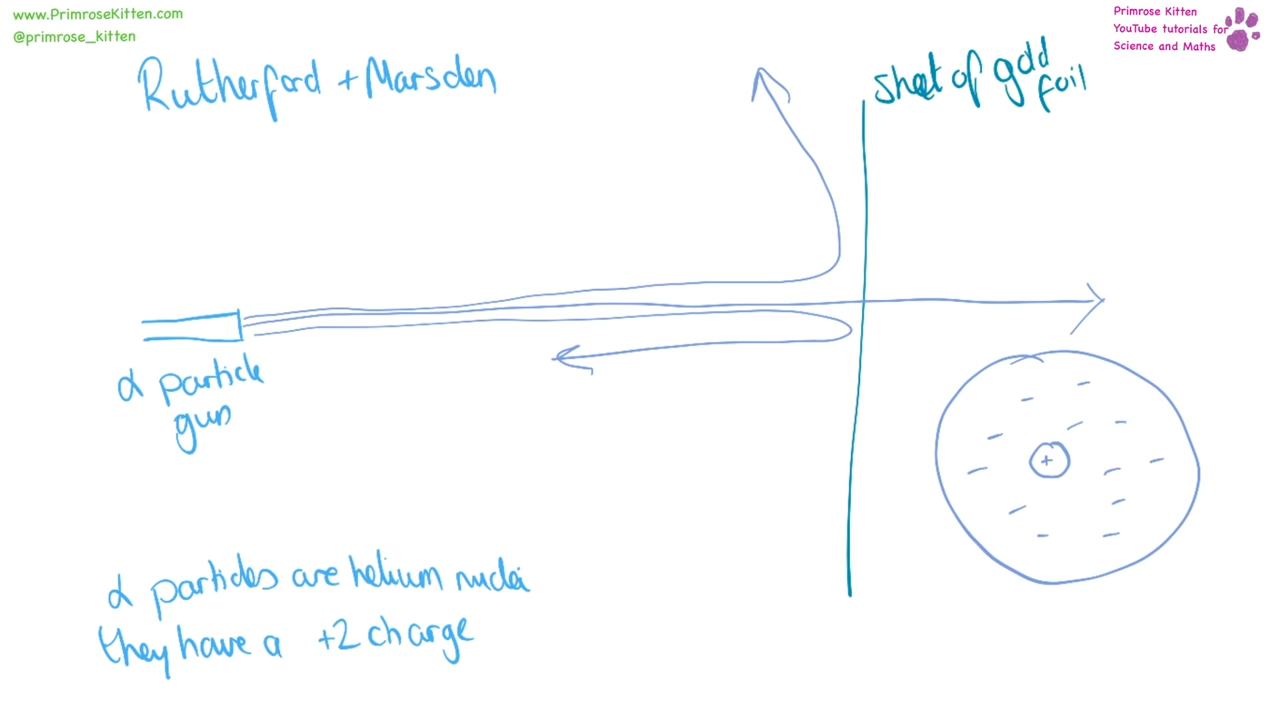 www.PrimroseKitten.com
@primrose_kitten
Primrose Kitten
YouTube tutorials for
Science and Maths
Rutherford + Marsden
sheet of gold
foil
α particle
gun
+
α particles are helium nuclei
they have a +2 charge